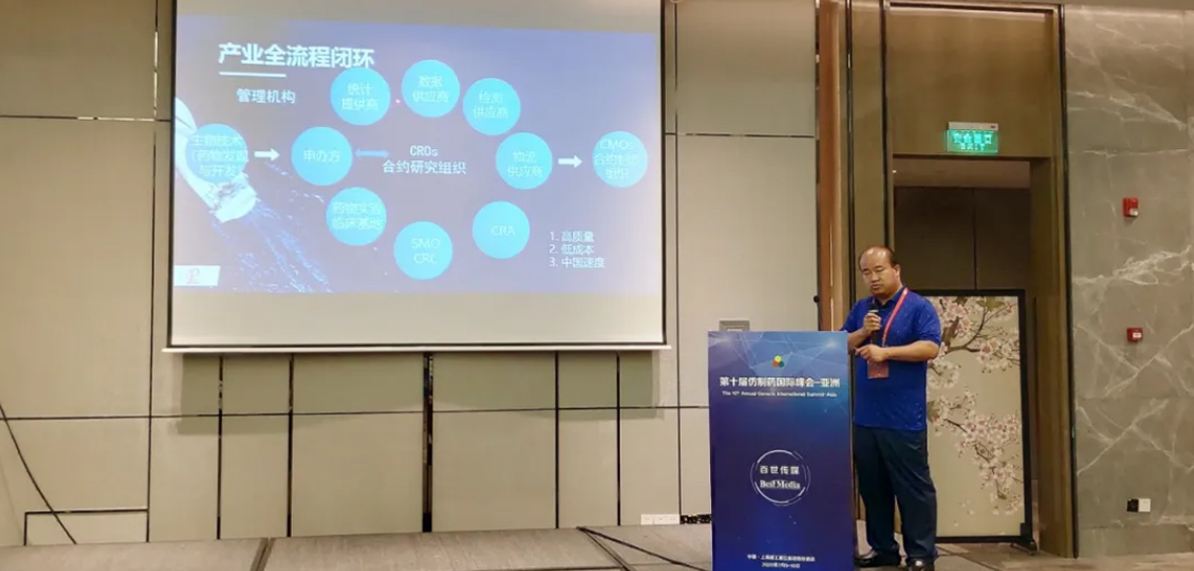 产业全流程闭环
管理机构
统计
提供商
数据
供应商
检测
供应商
生物技术
(药物发现
与开发)
申办方
CROs
合约研究组织
物流
供应商
CMOs
合约制造
组织
药物实验
临床基地
SMO
CRC
CRA
1. 高质量
2. 低成本
3. 中国速度
第十届仿制药国际峰会-亚洲
The 10th Annual Generic International Summit Asia
百世传媒
Best Media
中国·上海